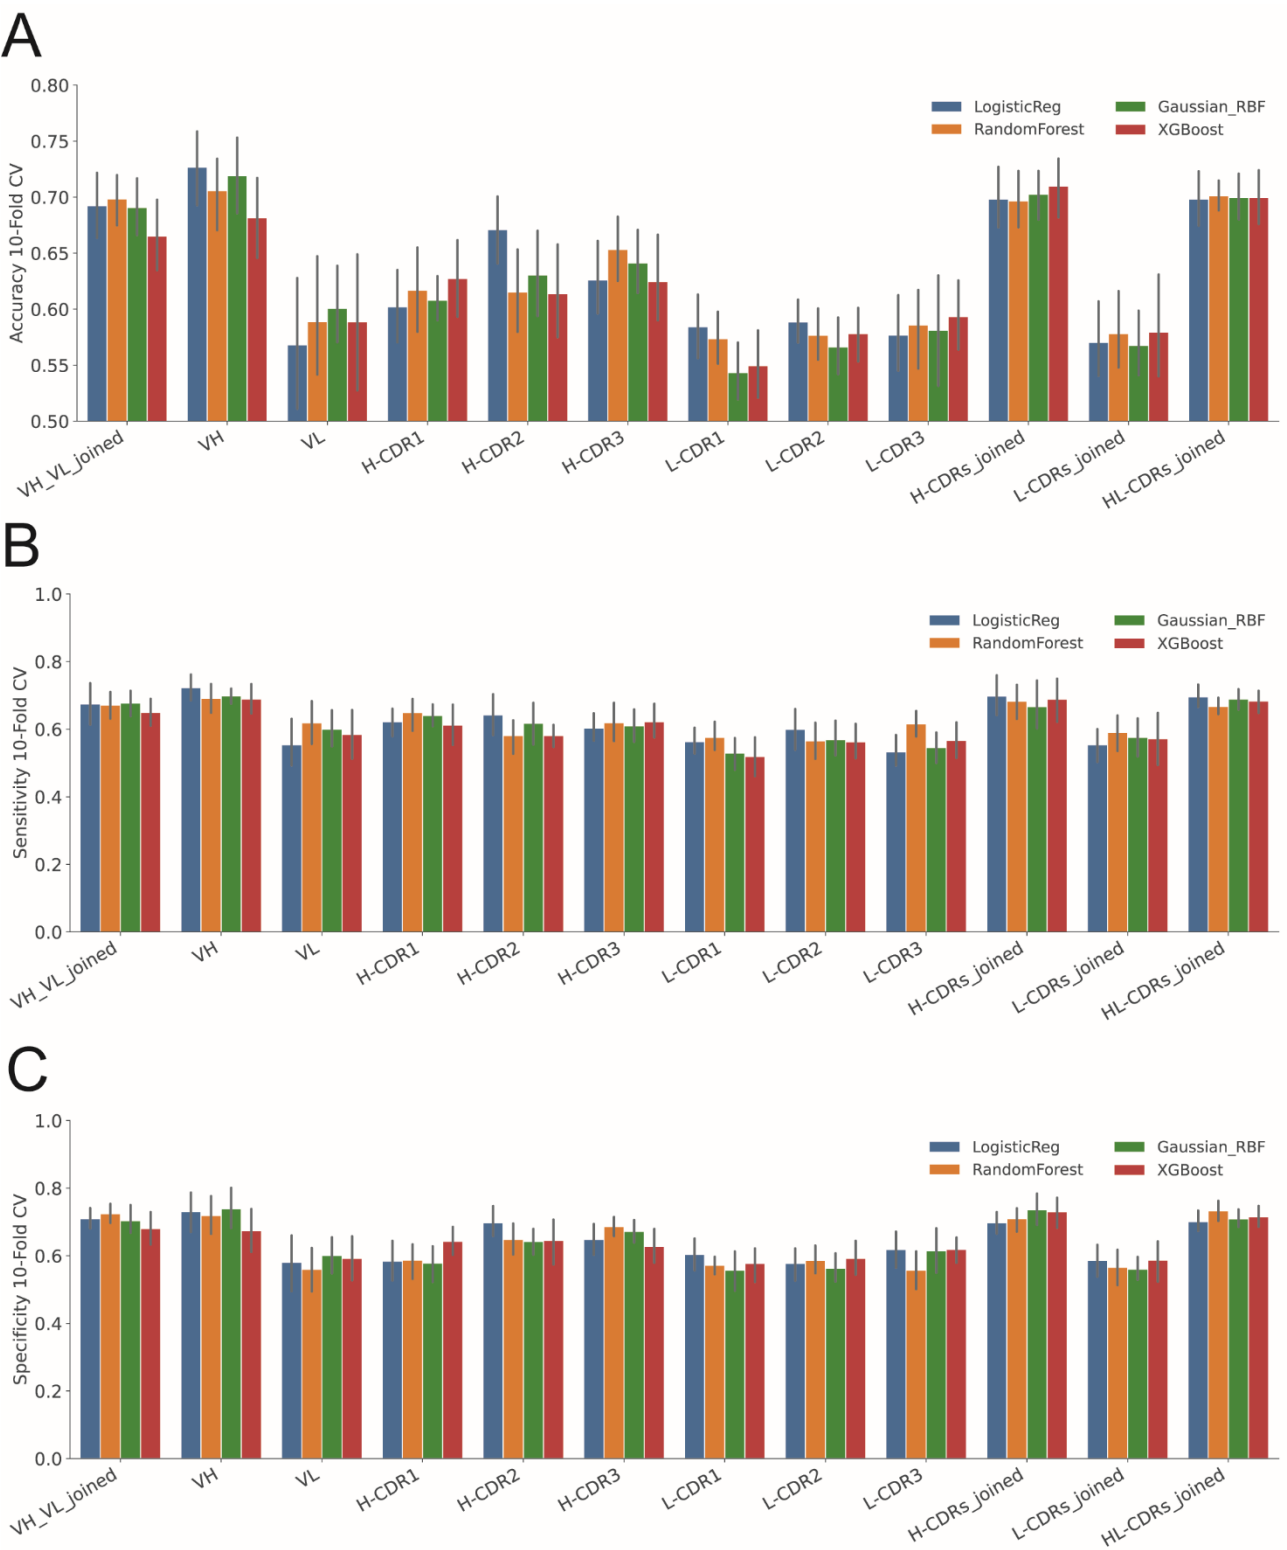 A
Accuracy 10-Fold CV
0.80
0.75
0.70
0.65
0.60
0.55
0.50
LogisticReg
RandomForest
Gaussian_RBF
XGBoost
VH_VL_joined
VH
VL
H-CDR1
H-CDR2
H-CDR3
L-CDR1
L-CDR2
L-CDR3
H-CDRs_joined
L-CDRs_joined
HL-CDRs_joined
B
Sensitivity 10-Fold CV
1.0
0.8
0.6
0.4
0.2
0.0
LogisticReg
RandomForest
Gaussian_RBF
XGBoost
VH_VL_joined
VH
VL
H-CDR1
H-CDR2
H-CDR3
L-CDR1
L-CDR2
L-CDR3
H-CDRs_joined
L-CDRs_joined
HL-CDRs_joined
C
Specificity 10-Fold CV
1.0
0.8
0.6
0.4
0.2
0.0
LogisticReg
RandomForest
Gaussian_RBF
XGBoost
VH_VL_joined
VH
VL
H-CDR1
H-CDR2
H-CDR3
L-CDR1
L-CDR2
L-CDR3
H-CDRs_joined
L-CDRs_joined
HL-CDRs_joined